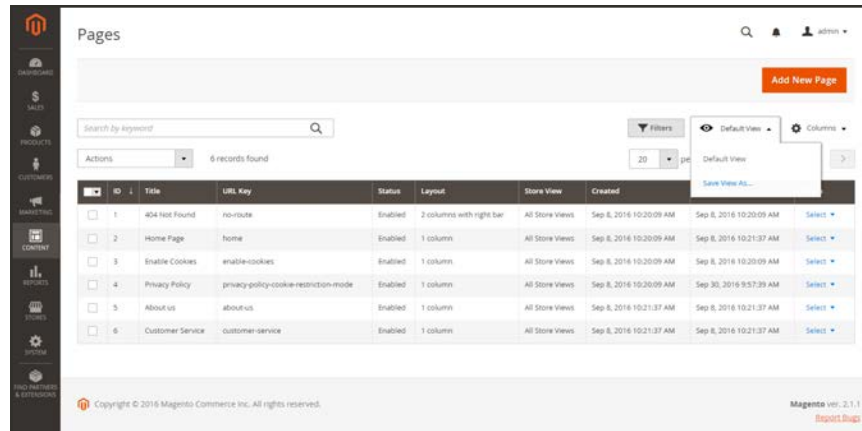 Pages
admin
DASHBOARD
SALES
PRODUCTS
CUSTOMERS
MARKETING
CONTENT
REPORTS
STORES
SYSTEM
FIND PARTNERS
& EXTENSIONS
Add New Page
Search by keyword
Filters
Default View
Columns
Actions
6 records found
20
Default View
Save View As...
ID ↓ Title URL Key Status Layout Store View Created
1 404 Not Found no-route Enabled 2 columns with right bar All Store Views Sep 8, 2016 10:20:09 AM Sep 8, 2016 10:20:09 AM Select
2 Home Page home Enabled 1 column All Store Views Sep 8, 2016 10:20:09 AM Sep 8, 2016 10:21:37 AM Select
3 Enable Cookies enable-cookies Enabled 1 column All Store Views Sep 8, 2016 10:20:09 AM Sep 8, 2016 10:20:09 AM Select
4 Privacy Policy privacy-policy-cookie-restriction-mode Enabled 1 column All Store Views Sep 8, 2016 10:20:09 AM Sep 30, 2016 9:57:39 AM Select
5 About us about-us Enabled 1 column All Store Views Sep 8, 2016 10:21:37 AM Sep 8, 2016 10:21:37 AM Select
6 Customer Service customer-service Enabled 1 column All Store Views Sep 8, 2016 10:21:37 AM Sep 8, 2016 10:21:37 AM Select
Copyright © 2016 Magento Commerce Inc. All rights reserved.
Magento ver. 2.1.1
Report Bugs